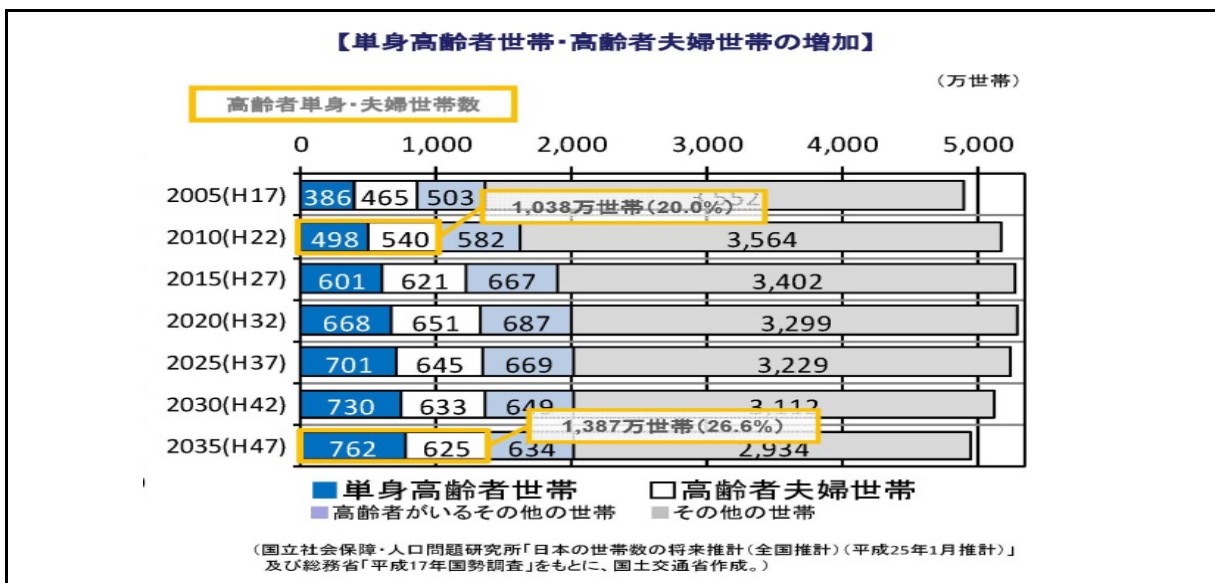 【単身高齢者世帯・高齢者夫婦世帯の増加】
(万世帯)
高齢者単身・夫婦世帯数
0 1,000 2,000 3,000 4,000 5,000
2005(H17) 386 465 503 3,552
1,038万世帯(20.0%)
2010(H22) 498 540 582 3,564
2015(H27) 601 621 667 3,402
2020(H32) 668 651 687 3,299
2025(H37) 701 645 669 3,229
2030(H42) 730 633 649 3,112
1,387万世帯(26.6%)
2035(H47) 762 625 634 2,934
単身高齢者世帯 高齢者夫婦世帯
高齢者がいるその他の世帯 その他の世帯
(国立社会保障・人口問題研究所「日本の世帯数の将来推計(全国推計)(平成25年1月推計)」
及び総務省「平成17年国勢調査」をもとに、国土交通省作成。)